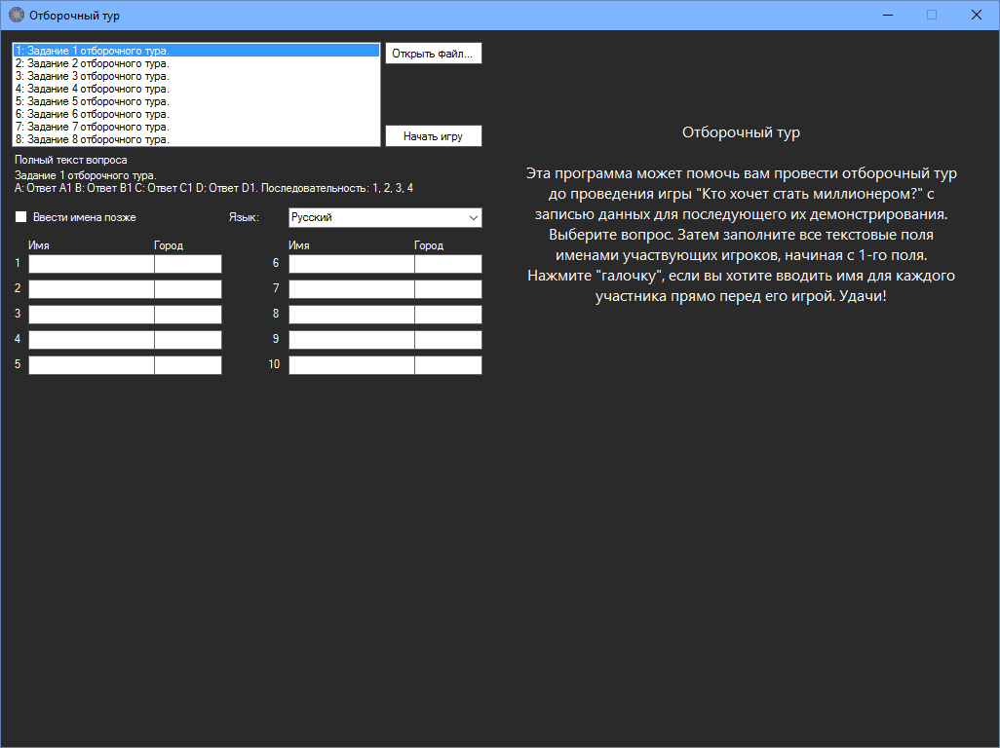 Отборочный тур
1: Задание 1 отборочного тура.
2: Задание 2 отборочного тура.
3: Задание 3 отборочного тура.
4: Задание 4 отборочного тура.
5: Задание 5 отборочного тура.
6: Задание 6 отборочного тура.
7: Задание 7 отборочного тура.
8: Задание 8 отборочного тура.
Открыть файл...
Начать игру
Полный текст вопроса
Задание 1 отборочного тура.
A: Ответ A1 B: Ответ B1 C: Ответ C1 D: Ответ D1. Последовательность: 1, 2, 3, 4
Ввести имена позже
Язык:
Русский
Имя Город
1
2
3
4
5
Имя Город
6
7
8
9
10
Отборочный тур
Эта программа может помочь вам провести отборочный тур
до проведения игры "Кто хочет стать миллионером?" с
записью данных для последующего их демонстрирования.
Выберите вопрос. Затем заполните все текстовые поля
именами участвующих игроков, начиная с 1-го поля.
Нажмите "галочку", если вы хотите вводить имя для каждого
участника прямо перед его игрой. Удачи!